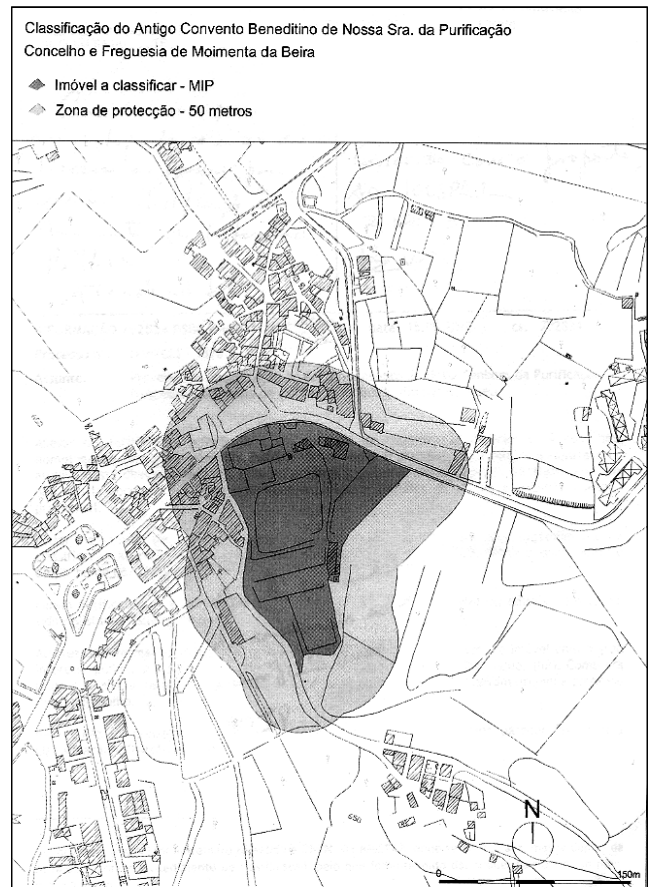 Classificação do Antigo Convento Beneditino de Nossa Sra. da Purificação
Concelho e Freguesia de Moimenta da Beira
Imóvel a classificar - MIP
Zona de protecção - 50 metros
650
N
0
150m